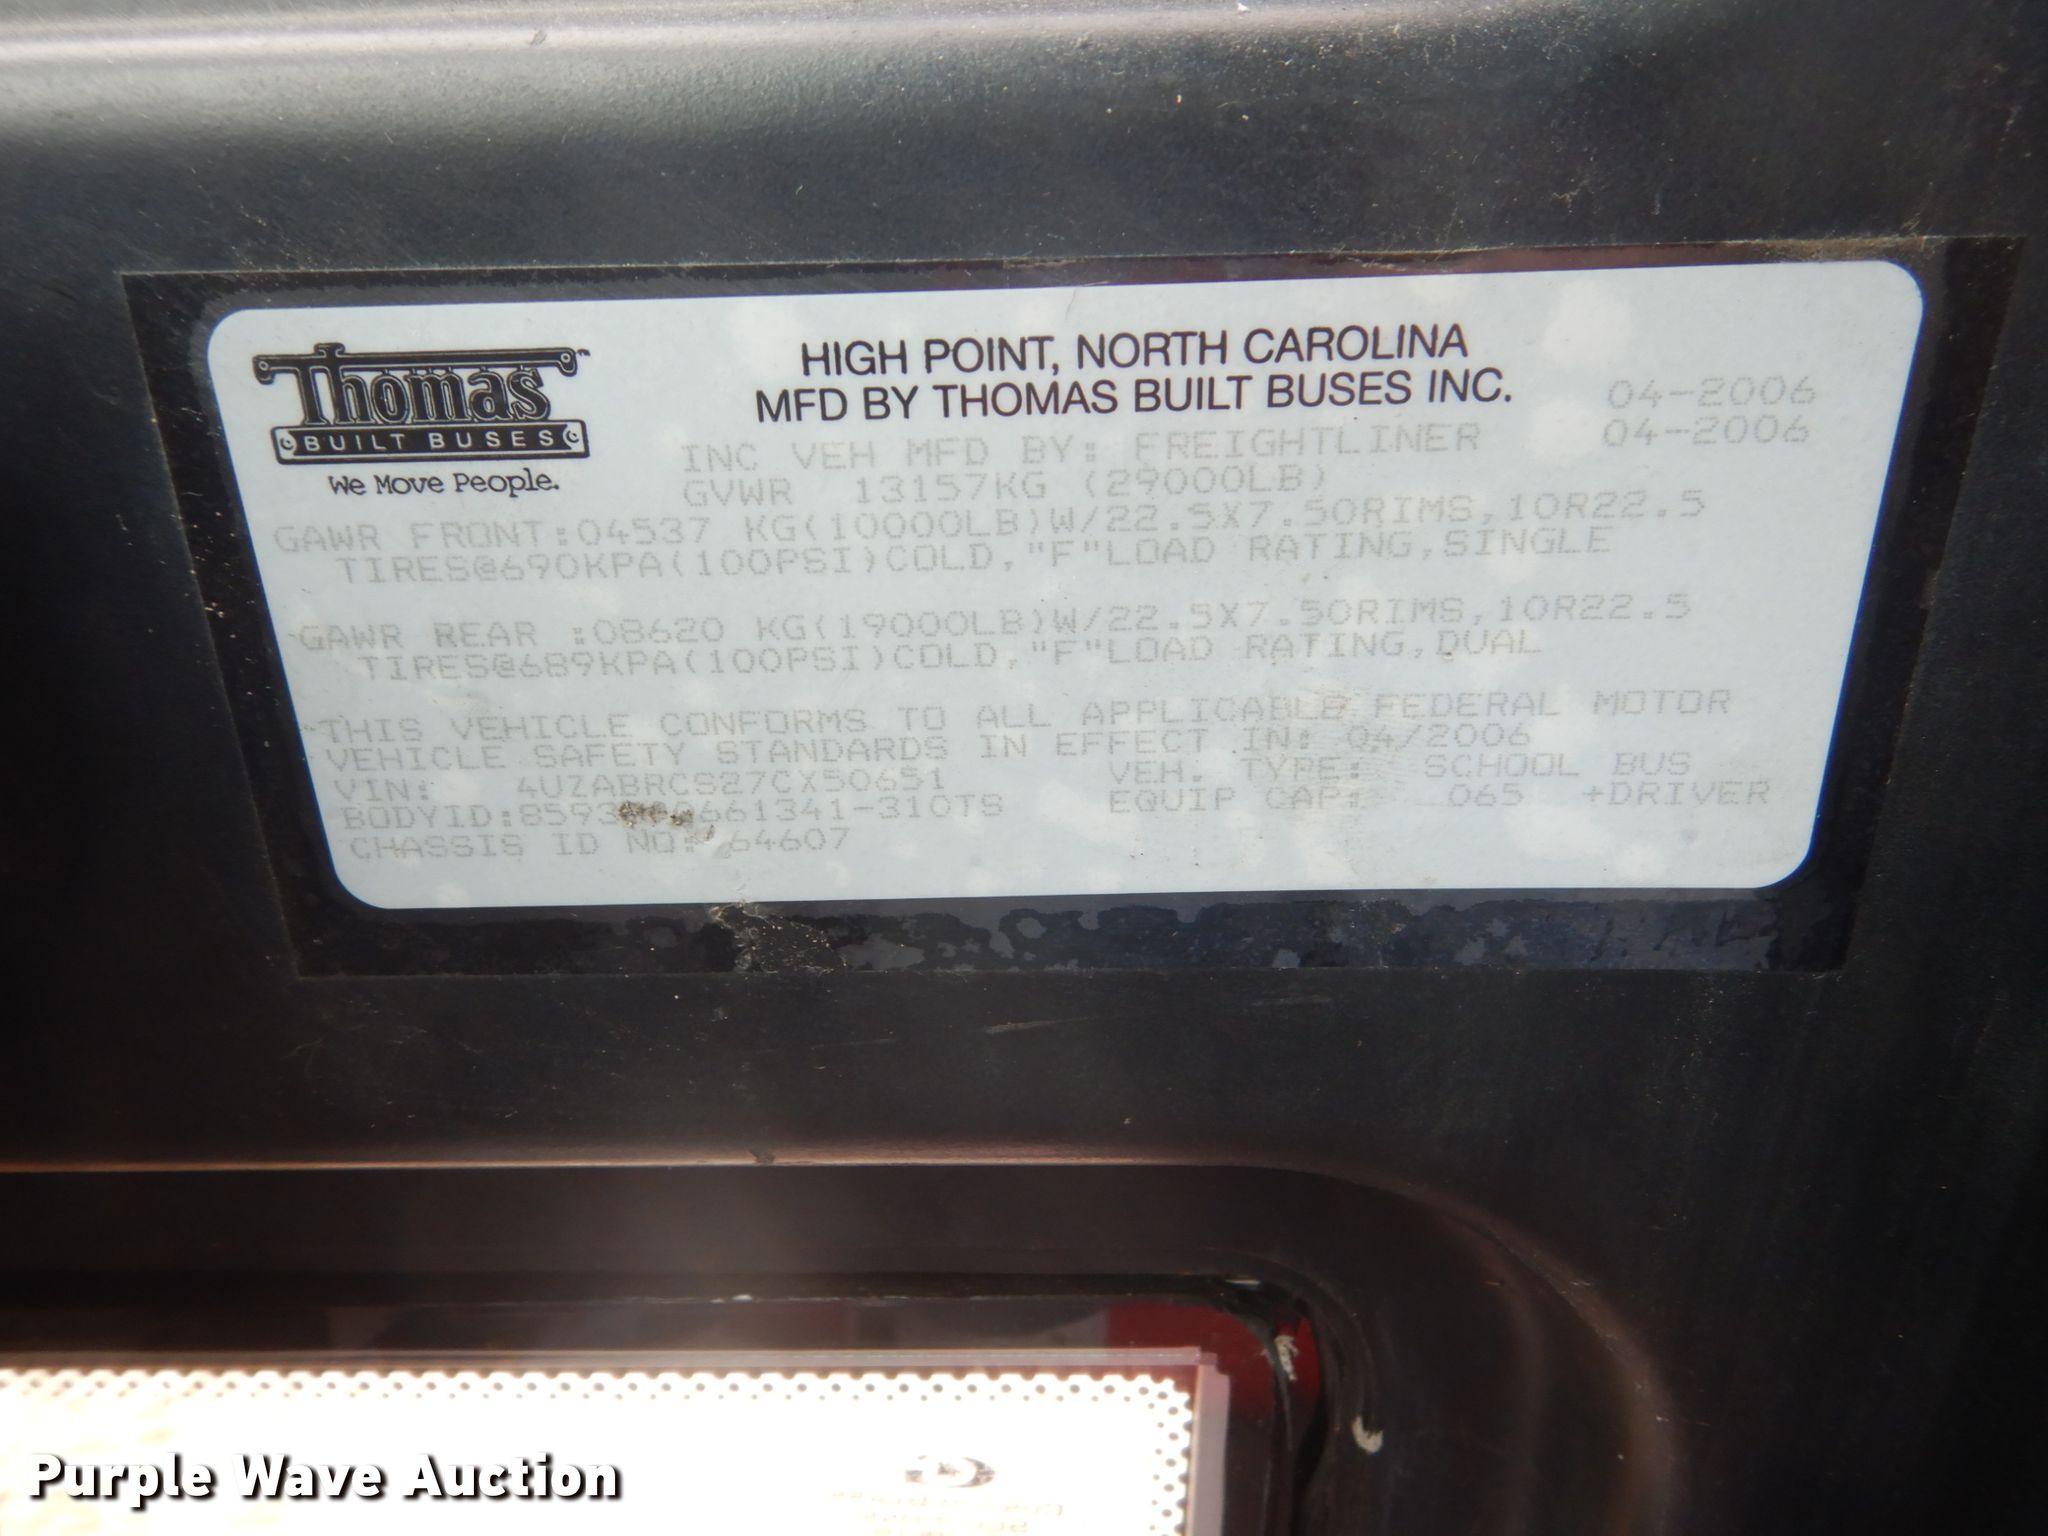 Thomas™
BUILT BUSES
We Move People.
HIGH POINT, NORTH CAROLINA
MFD BY THOMAS BUILT BUSES INC.
04-2006
INC VEH MFD BY: FREIGHTLINER 04-2006
GVWR 13157KG (29000LB)
GAWR FRONT:04537 KG(10000LB)W/22.5X7.50RIMS,10R22.5
TIRES@690KPA(100PSI)COLD,"F"LOAD RATING,SINGLE
GAWR REAR :08620 KG(19000LB)W/22.5X7.50RIMS,10R22.5
TIRES@689KPA(100PSI)COLD,"F"LOAD RATING,DUAL
THIS VEHICLE CONFORMS TO ALL APPLICABLE FEDERAL MOTOR
VEHICLE SAFETY STANDARDS IN EFFECT IN: 04/2006
VIN: 4UZABRCS27CX50651 VEH. TYPE: SCHOOL BUS
BODYID: EQUIP CAP: 065 +DRIVER
CHASSIS ID NO: 64607
Purple Wave Auction